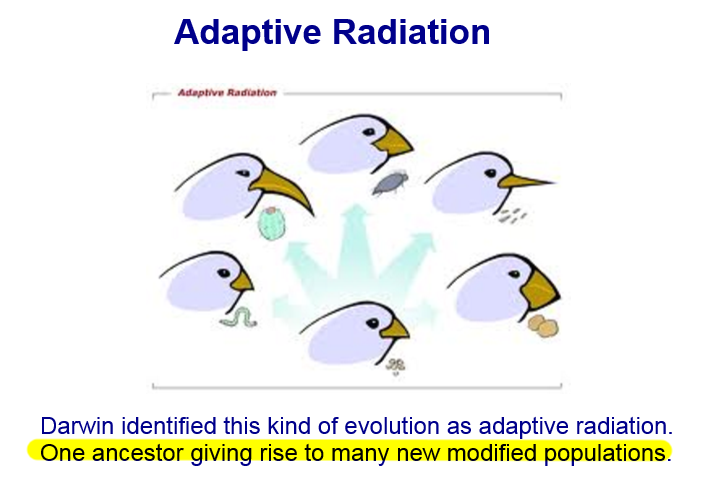 Adaptive Radiation
Adaptive Radiation
Darwin identified this kind of evolution as adaptive radiation.
One ancestor giving rise to many new modified populations.